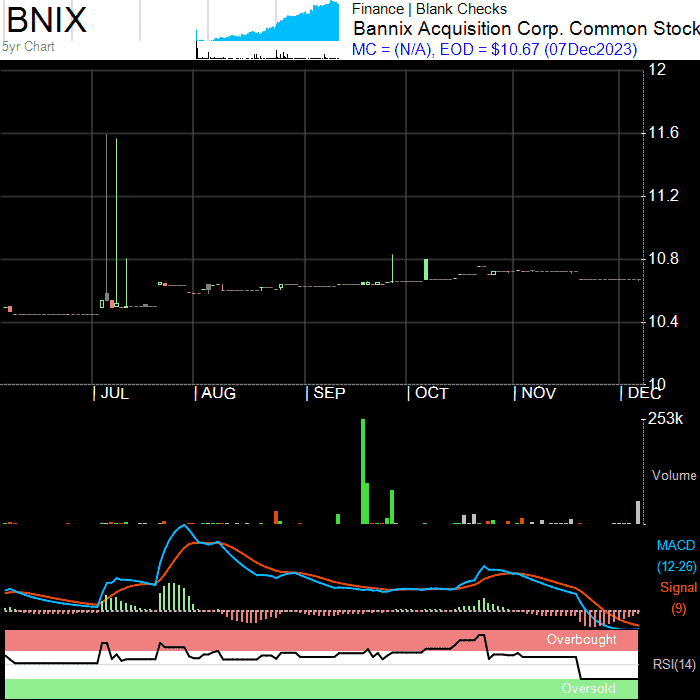 BNIX
5yr Chart
Finance | Blank Checks
Bannix Acquisition Corp. Common Stock
MC = (N/A), EOD = $10.67 (07Dec2023)
12
11.6
11.2
10.8
10.4
10
| JUL | AUG | SEP | OCT | NOV | DEC
253k
Volume
MACD
(12-26)
Signal
(9)
Overbought
RSI(14)
Oversold